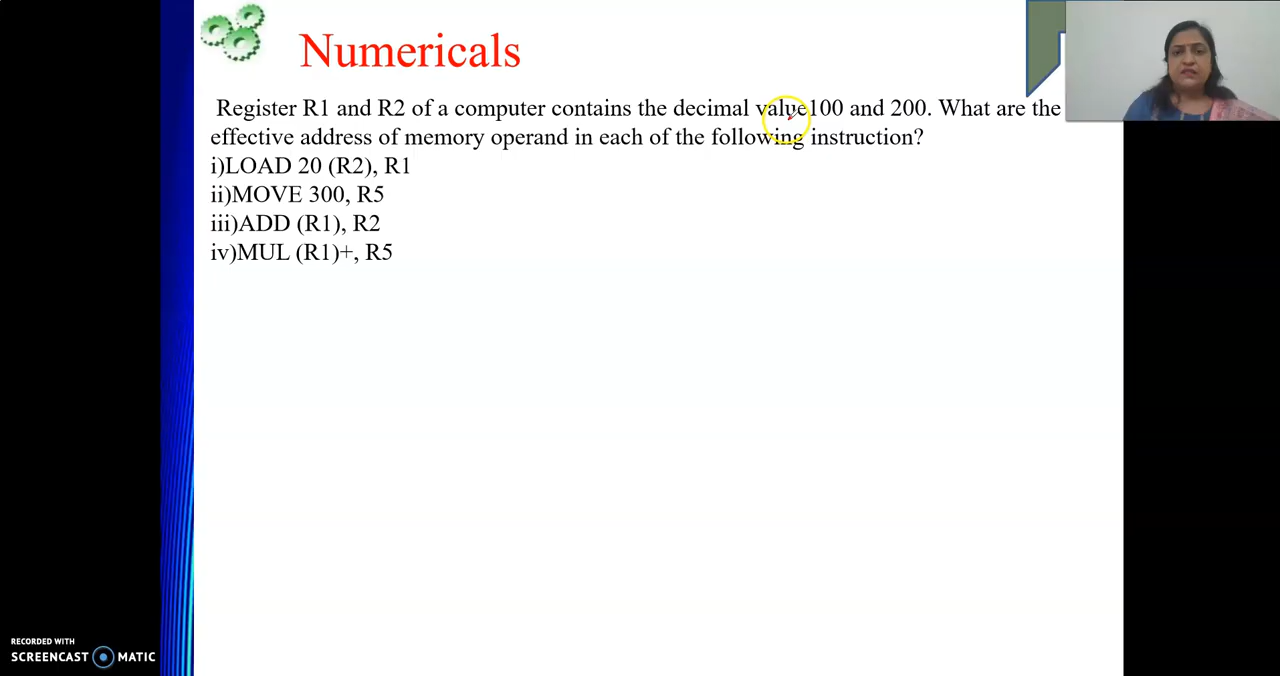 Numericals
Register R1 and R2 of a computer contains the decimal value100 and 200. What are the
effective address of memory operand in each of the following instruction?
i)LOAD 20 (R2), R1
ii)MOVE 300, R5
iii)ADD (R1), R2
iv)MUL (R1)+, R5
RECORDED WITH
SCREENCAST MATIC